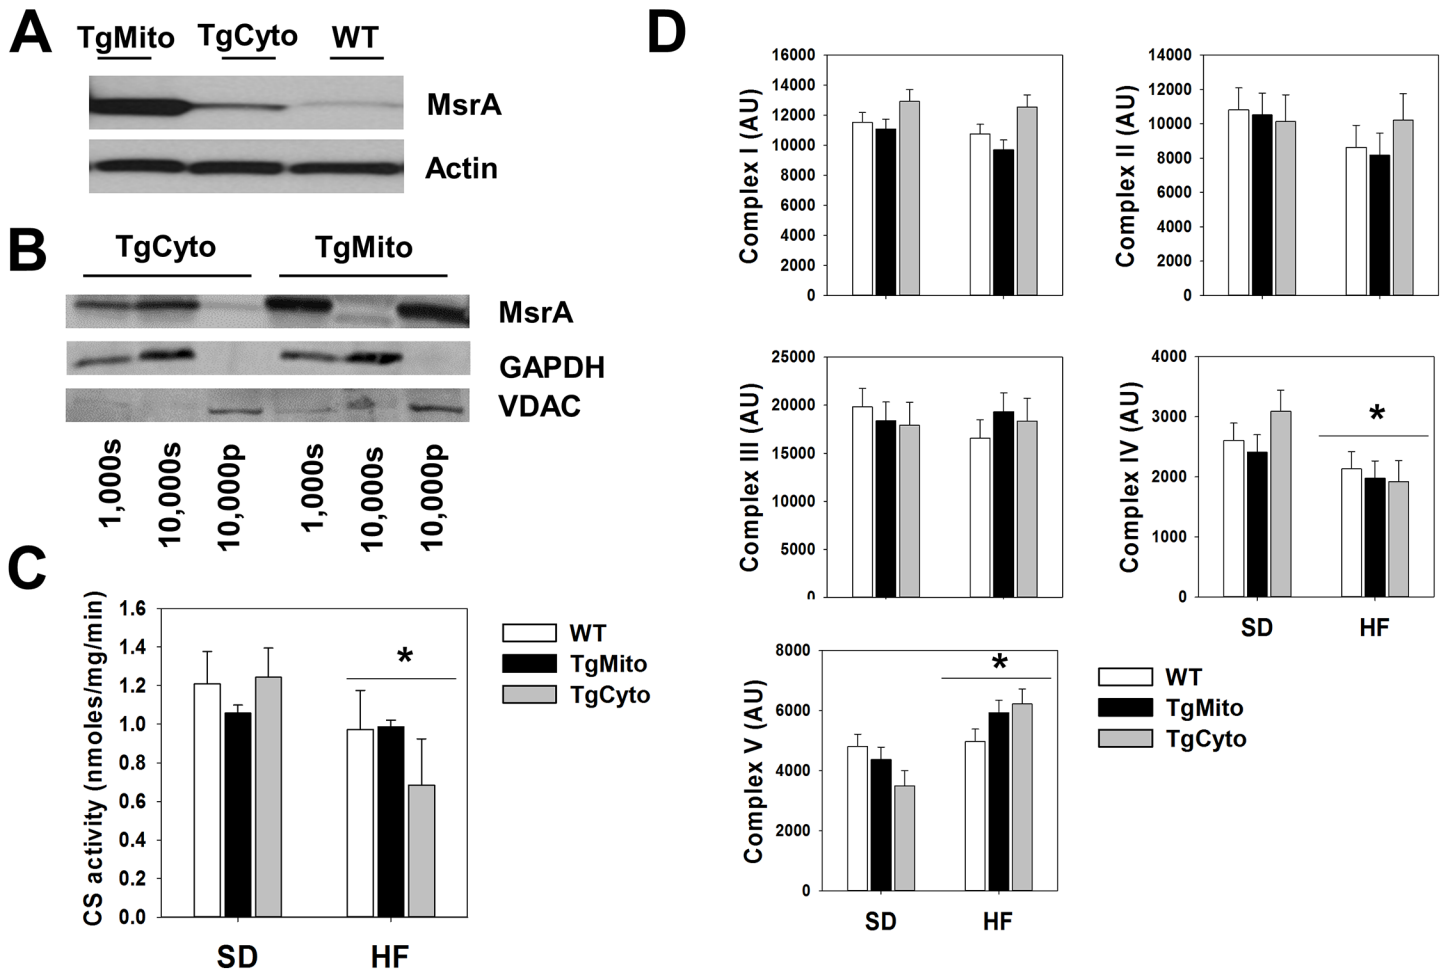 A
TgMito TgCyto WT
MsrA
Actin
B
TgCyto TgMito
MsrA
GAPDH
VDAC
1,000s 10,000s 10,000p 1,000s 10,000s 10,000p
C
CS activity (nmoles/mg/min)
1.6
1.4
1.2
1.0
0.8
0.6
0.4
0.2
0.0
*
SD HF
WT
TgMito
TgCyto
D
Complex I (AU)
16000
14000
12000
10000
8000
6000
4000
2000
0
Complex II (AU)
14000
12000
10000
8000
6000
4000
2000
0
Complex III (AU)
25000
20000
15000
10000
5000
0
Complex IV (AU)
4000
3000
2000
1000
0
*
SD HF
Complex V (AU)
8000
6000
4000
2000
0
*
SD HF
WT
TgMito
TgCyto